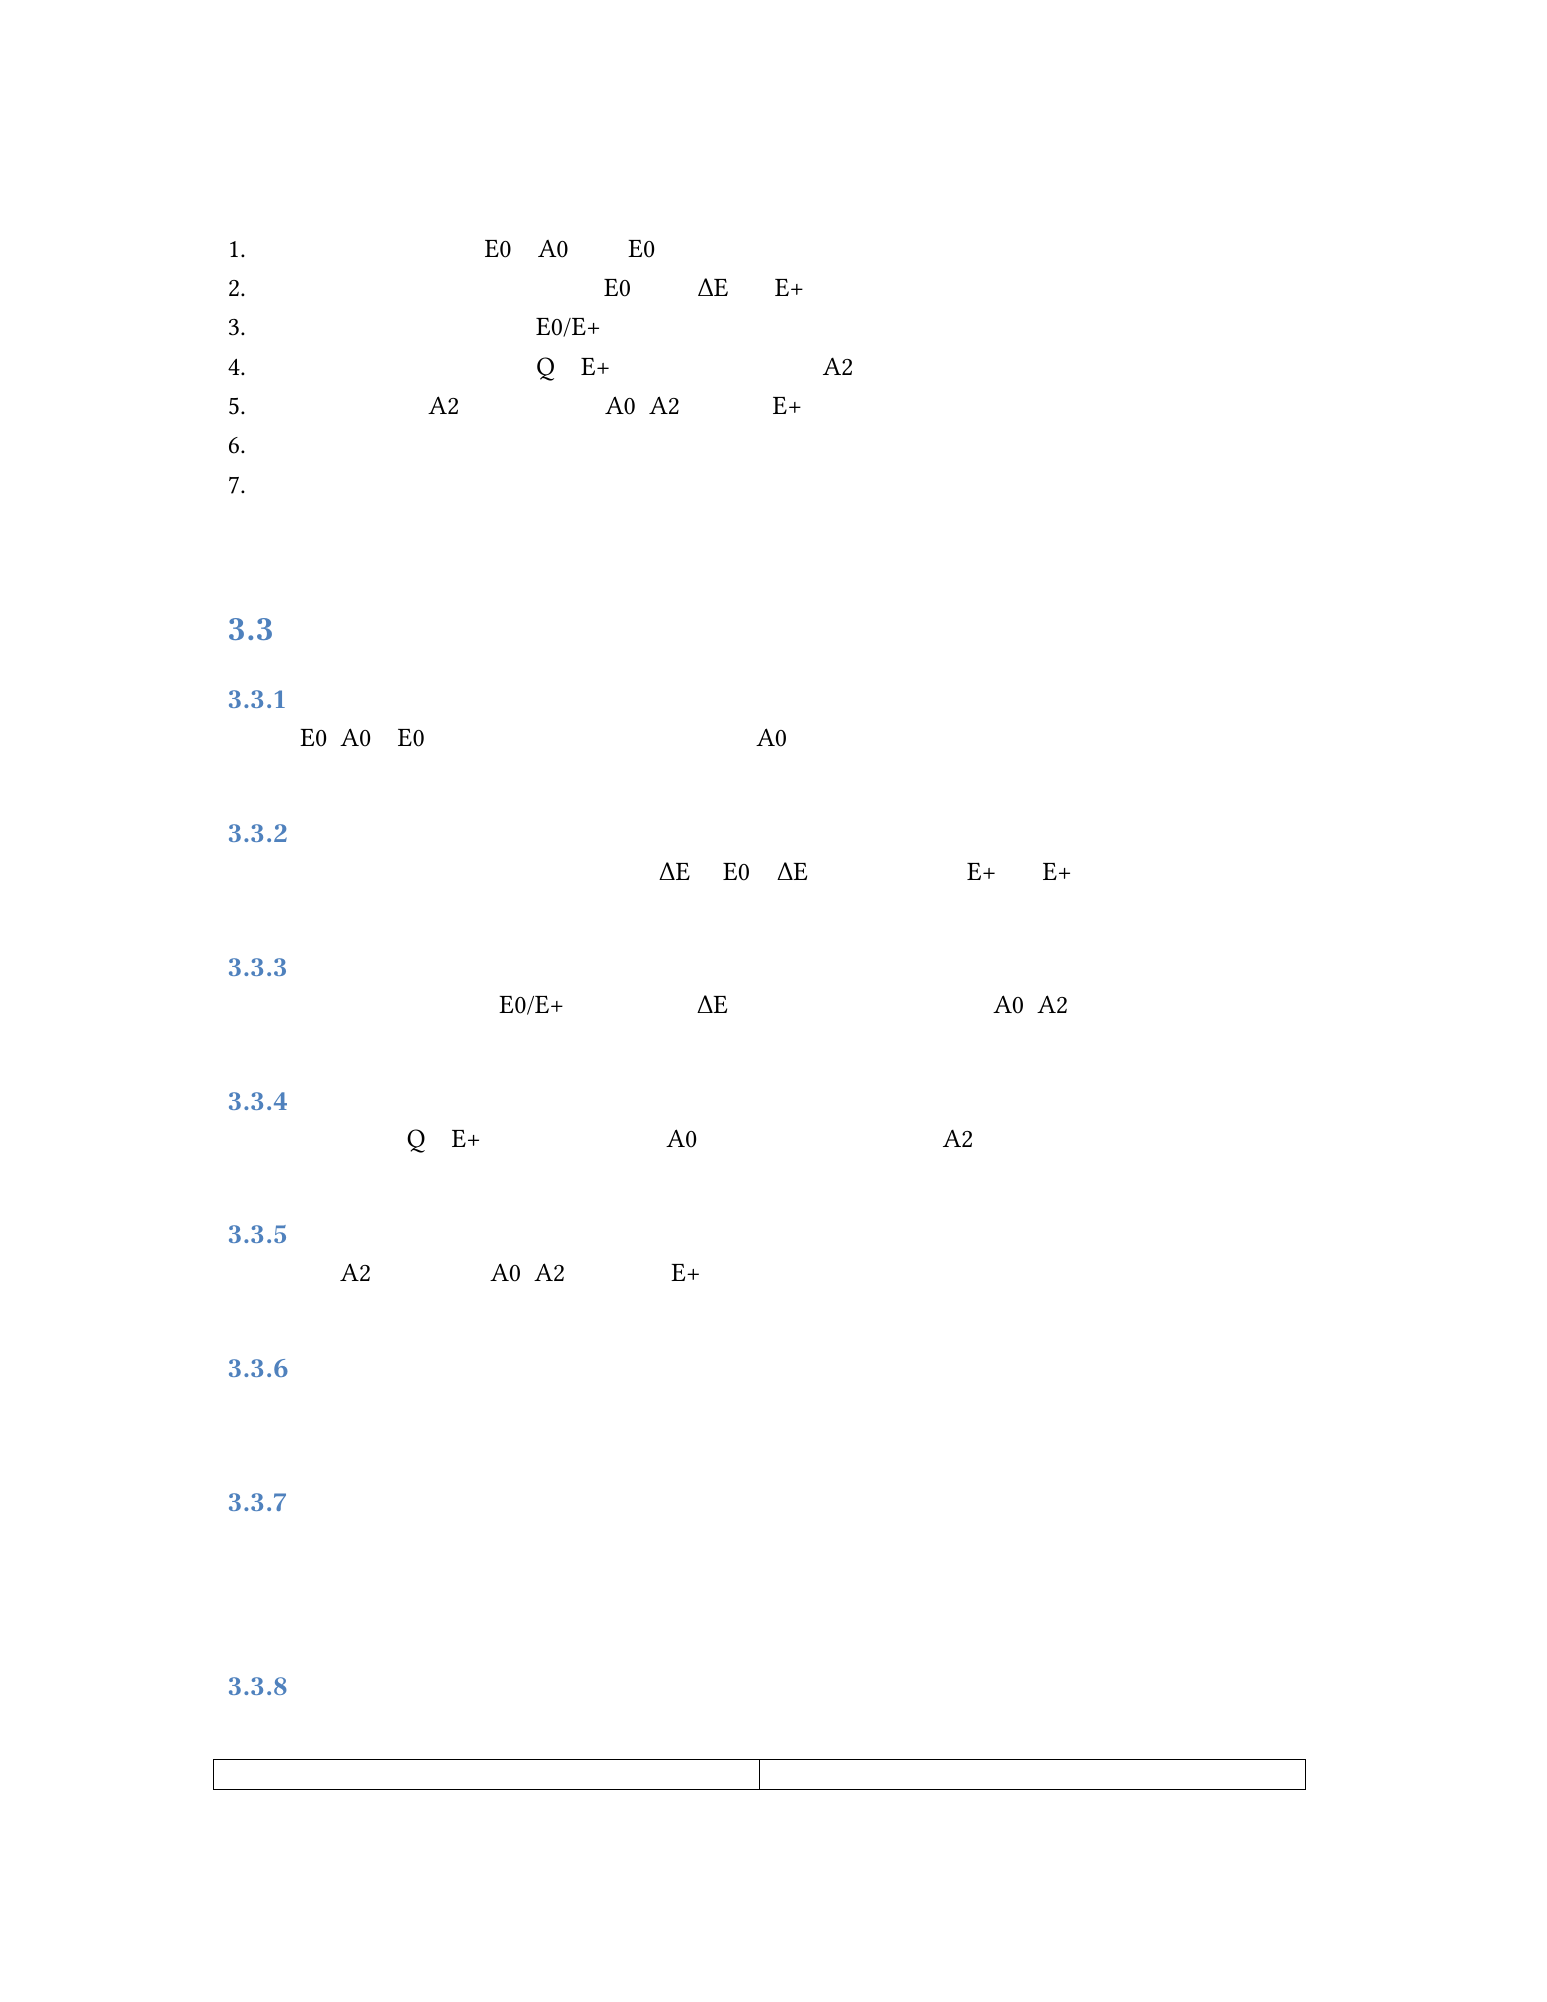 1. E0 A0 E0
2. E0 ΔE E+
3. E0/E+
4. Q E+ A2
5. A2 A0 A2 E+
6.
7.
3.3
3.3.1
E0 A0 E0 A0
3.3.2
ΔE E0 ΔE E+ E+
3.3.3
E0/E+ ΔE A0 A2
3.3.4
Q E+ A0 A2
3.3.5
A2 A0 A2 E+
3.3.6
3.3.7
3.3.8